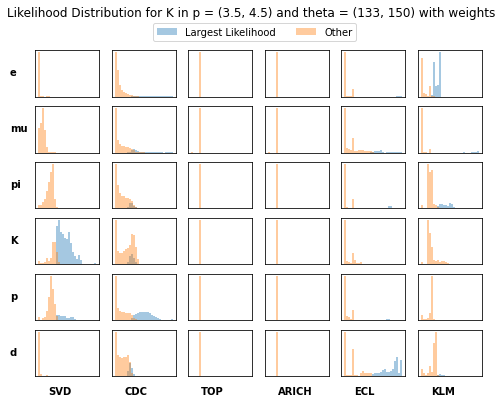 Likelihood Distribution for K in p = (3.5, 4.5) and theta = (133, 150) with weights
Largest Likelihood Other
e
mu
pi
K
p
d
SVD CDC TOP ARICH ECL KLM